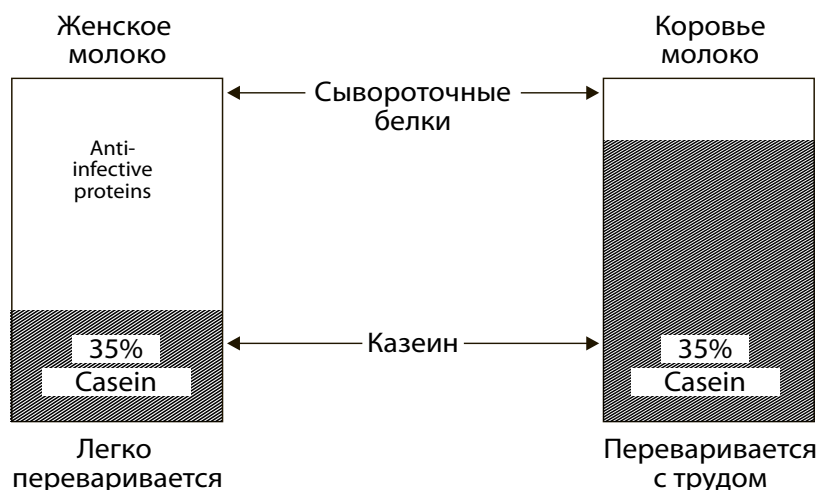 Женское
молоко
Коровье
молоко
Сывороточные
белки
Anti-
infective
proteins
Казеин
35%
Casein
35%
Casein
Легко
переваривается
Переваривается
с трудом